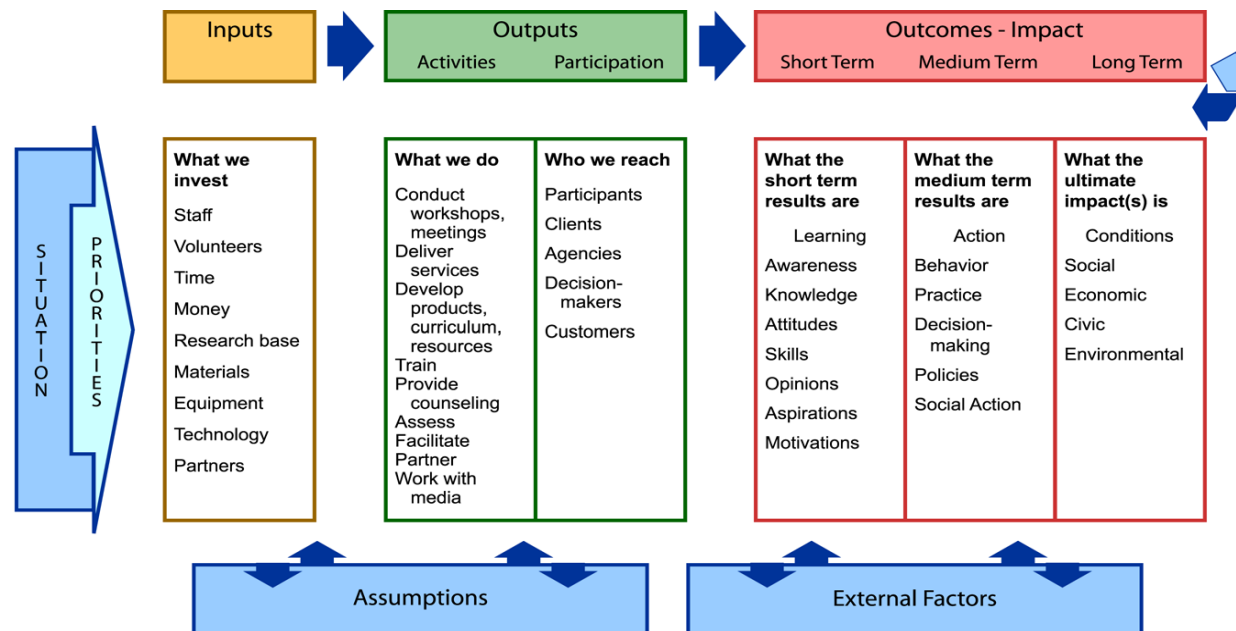 Inputs
Outputs
Activities
Participation
Outcomes - Impact
Short Term
Medium Term
Long Term
SITUATION
PRIORITIES
What we
invest
Staff
Volunteers
Time
Money
Research base
Materials
Equipment
Technology
Partners
What we do
Conduct
workshops,
meetings
Deliver
services
Develop
products,
curriculum,
resources
Train
Provide
counseling
Assess
Facilitate
Partner
Work with
media
Who we reach
Participants
Clients
Agencies
Decision-
makers
Customers
What the
short term
results are
Learning
Awareness
Knowledge
Attitudes
Skills
Opinions
Aspirations
Motivations
What the
medium term
results are
Action
Behavior
Practice
Decision-
making
Policies
Social Action
What the
ultimate
impact(s) is
Conditions
Social
Economic
Civic
Environmental
Assumptions
External Factors